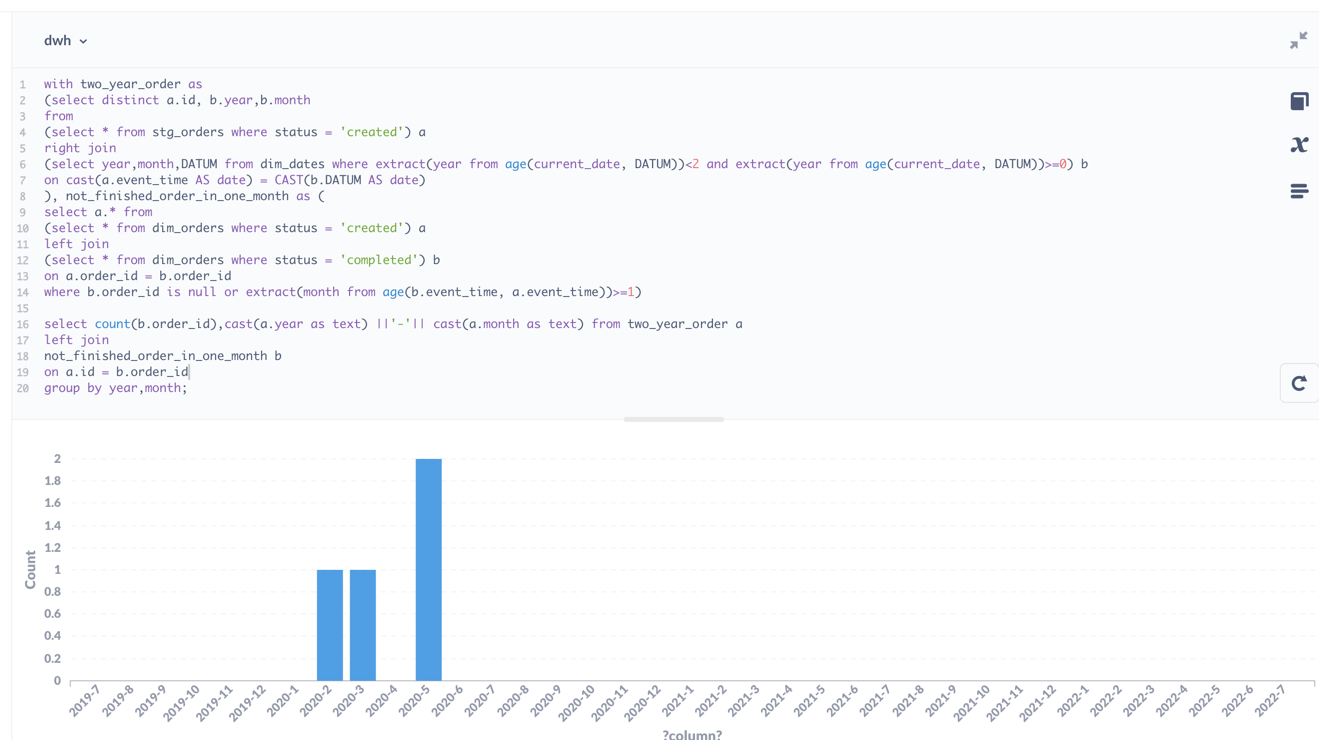 dwh
1 with two_year_order as
2 (select distinct a.id, b.year,b.month
3 from
4 (select * from stg_orders where status = 'created') a
5 right join
6 (select year,month,DATUM from dim_dates where extract(year from age(current_date, DATUM))<2 and extract(year from age(current_date, DATUM))>=0) b
7 on cast(a.event_time AS date) = CAST(b.DATUM AS date)
8 ), not_finished_order_in_one_month as (
9 select a.* from
10 (select * from dim_orders where status = 'created') a
11 left join
12 (select * from dim_orders where status = 'completed') b
13 on a.order_id = b.order_id
14 where b.order_id is null or extract(month from age(b.event_time, a.event_time))>=1)
15
16 select count(b.order_id),cast(a.year as text) ||'-'|| cast(a.month as text) from two_year_order a
17 left join
18 not_finished_order_in_one_month b
19 on a.id = b.order_id
20 group by year,month;
2
1.8
1.6
1.4
1.2
1
0.8
0.6
0.4
0.2
0
Count
2019-7 2019-8 2019-9 2019-10 2019-11 2019-12 2020-1 2020-2 2020-3 2020-4 2020-5 2020-6 2020-7 2020-8 2020-9 2020-10 2020-11 2020-12 2021-1 2021-2 2021-3 2021-4 2021-5 2021-6 2021-7 2021-8 2021-9 2021-10 2021-11 2021-12 2022-1 2022-2 2022-3 2022-4 2022-5 2022-6 2022-7
?column?